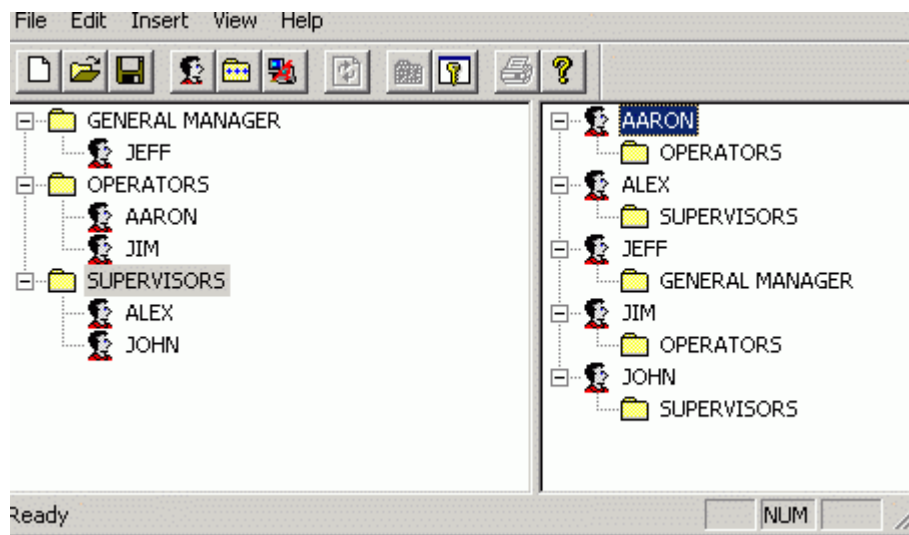 File Edit Insert View Help
GENERAL MANAGER
JEFF
OPERATORS
AARON
JIM
SUPERVISORS
ALEX
JOHN
AARON
OPERATORS
ALEX
SUPERVISORS
JEFF
GENERAL MANAGER
JIM
OPERATORS
JOHN
SUPERVISORS
Ready NUM